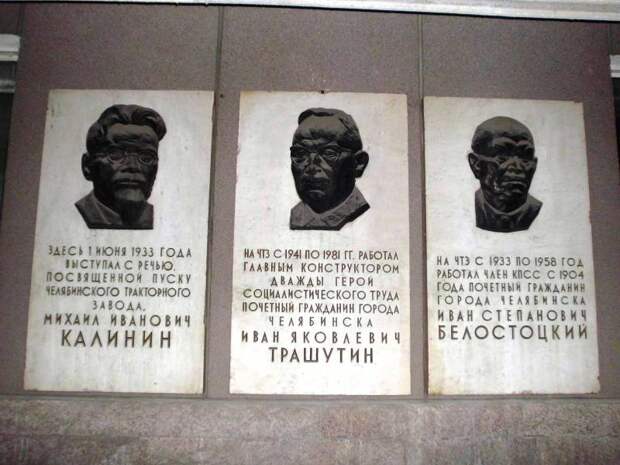 ЗДЕСЬ 1 ИЮНЯ 1933 ГОДА
ВЫСТУПАЛ С РЕЧЬЮ,
ПОСВЯЩЕННОЙ ПУСКУ
ЧЕЛЯБИНСКОГО ТРАКТОРНОГО
ЗАВОДА,
МИХАИЛ ИВАНОВИЧ
КАЛИНИН
НА ЧТЗ С 1941 ПО 1981 ГГ. РАБОТАЛ
ГЛАВНЫМ КОНСТРУКТОРОМ
ДВАЖДЫ ГЕРОЙ
СОЦИАЛИСТИЧЕСКОГО ТРУДА
ПОЧЕТНЫЙ ГРАЖДАНИН ГОРОДА
ЧЕЛЯБИНСКА
ИВАН ЯКОВЛЕВИЧ
ТРАШУТИН
НА ЧТЗ С 1933 ПО 1958 ГОД
РАБОТАЛ ЧЛЕН КПСС С 1904
ГОДА ПОЧЕТНЫЙ ГРАЖДАНИН
ГОРОДА ЧЕЛЯБИНСКА
ИВАН СТЕПАНОВИЧ
БЕЛОСТОЦКИЙ